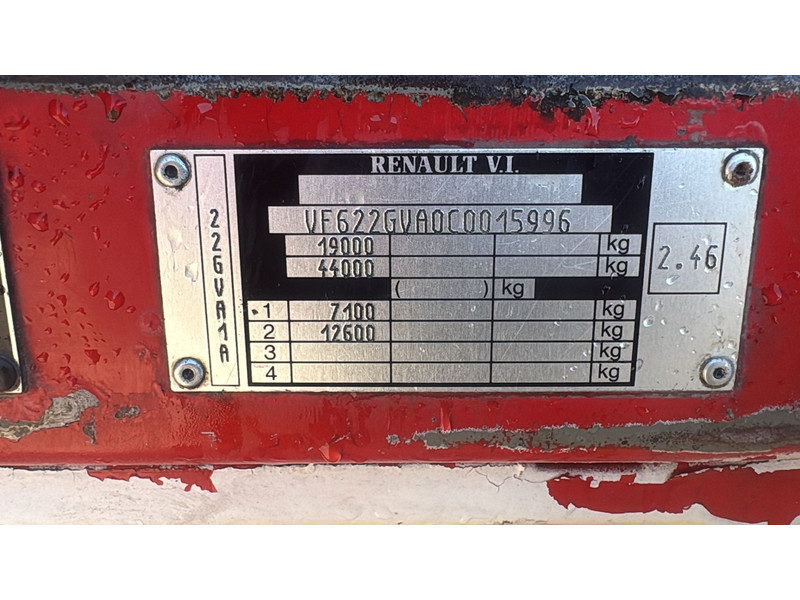 RENAULT V.I.
VF622GVA0C0015996
19000 kg
44000 kg
( ) kg
1 7100 kg
2 12600 kg
3 kg
4 kg
22GVA1A
2.46